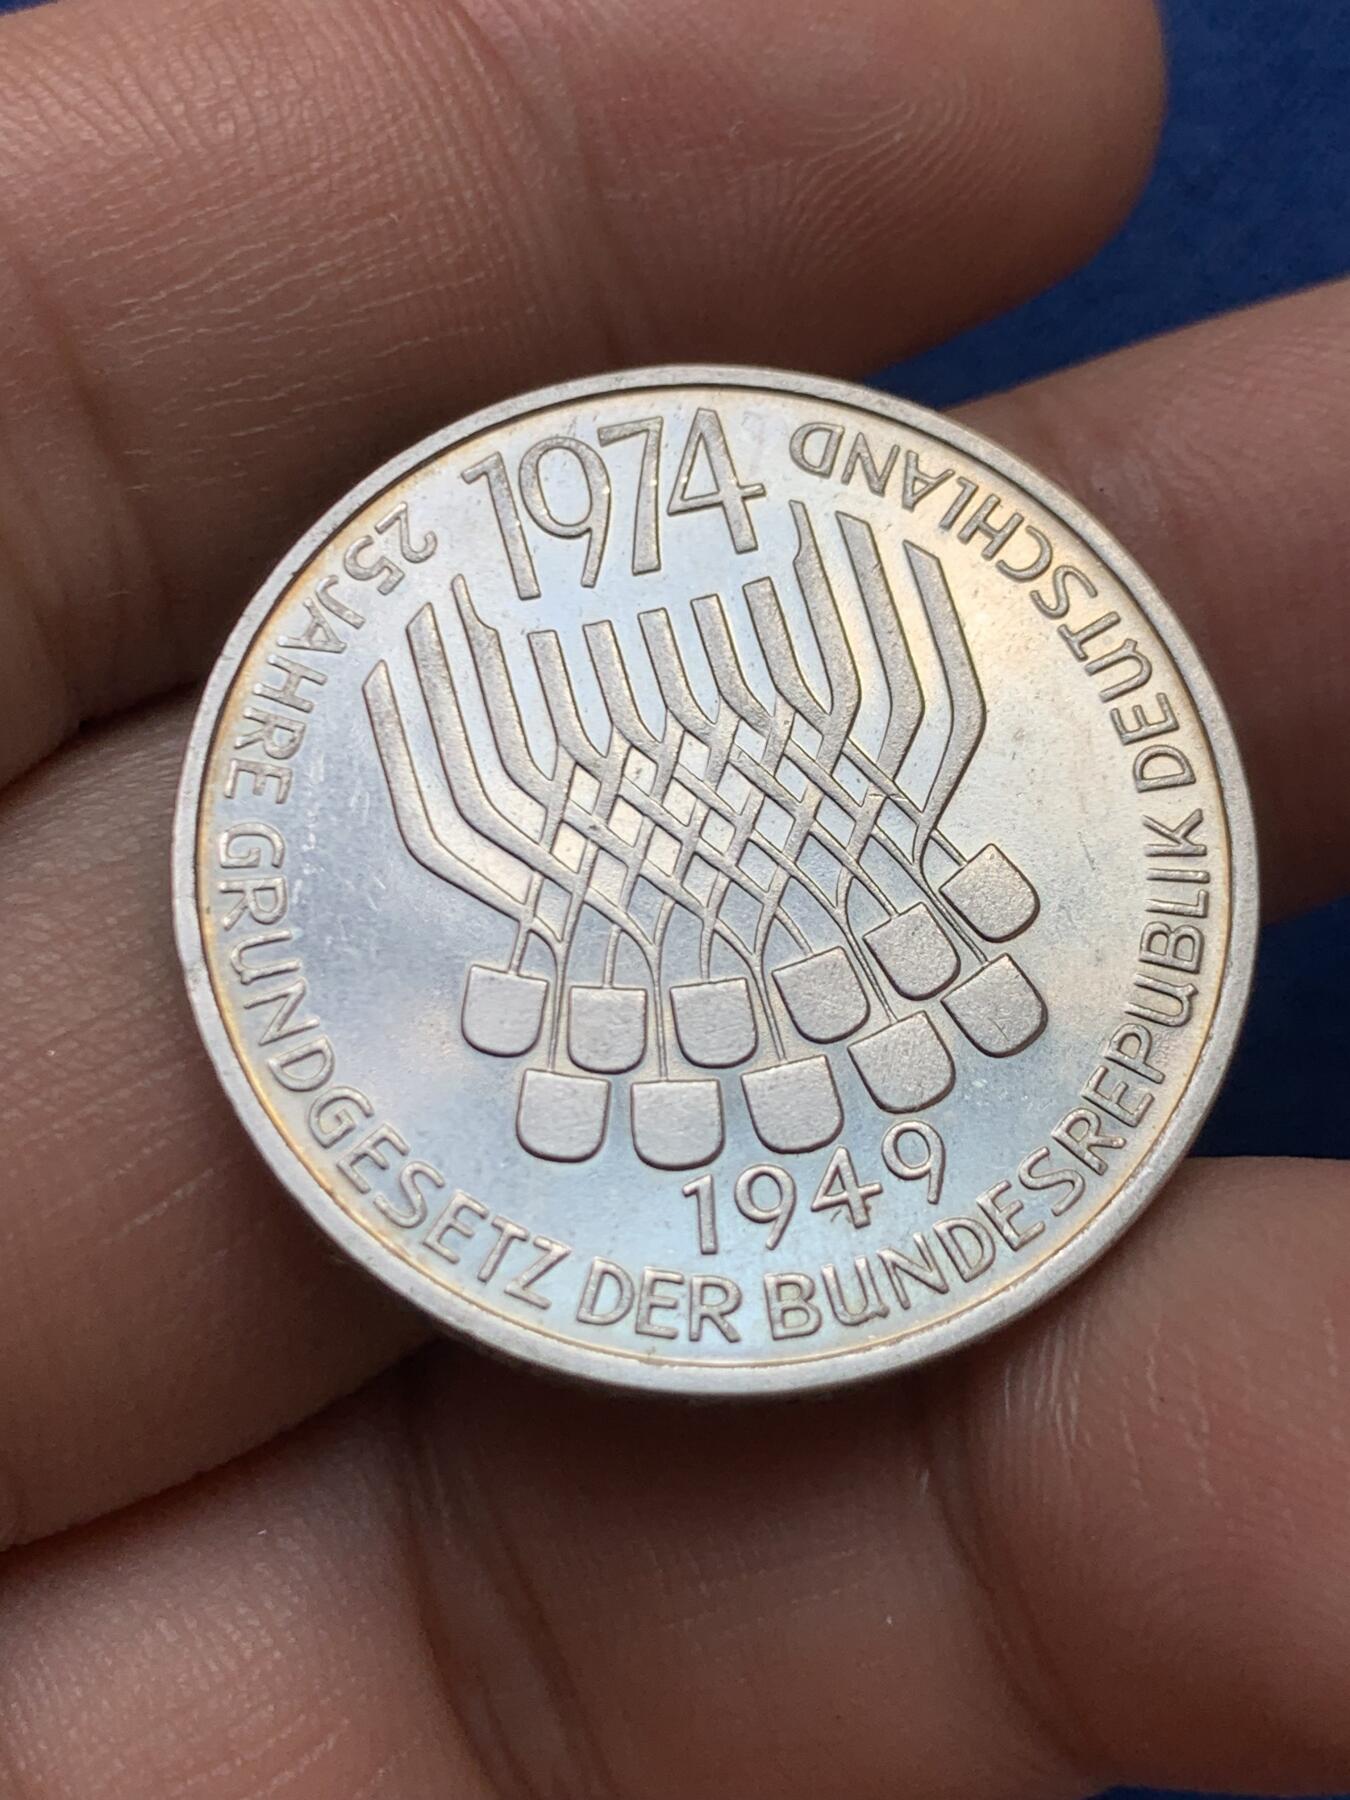 1974
25 JAHRE GRUNDGESETZ DER BUNDESREPUBLIK DEUTSCHLAND
1949